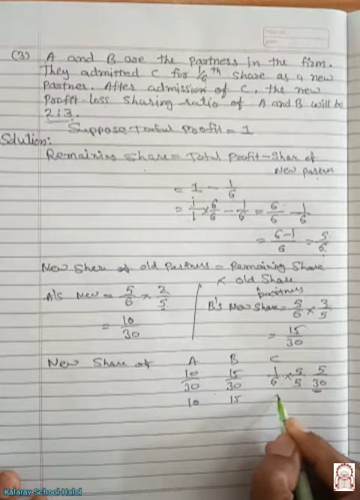 (3) A and B are the Partners in the firm.
They admitted C for 1/6th share as a new
Partner. After admission of C, the new
Profit-loss sharing ratio of A and B will be
2:3.
Suppose Total Profit = 1
Solution:
Remaining Share = Total Profit - Share of
New partner
= 1 - 1/6
= 1/1 × 6/6 - 1/6 = 6/6 - 1/6
= 6-1/6 = 5/6
New Share of old Partners = Remaining Share
× old Share
Partners
A's New = 5/6 × 2/5
B's New Share = 5/6 × 3/5
= 10/30
= 15/30
New Share of A B C
10/30 15/30 1/6 × 5/5 5/30
10 15
Kalarav School Halol